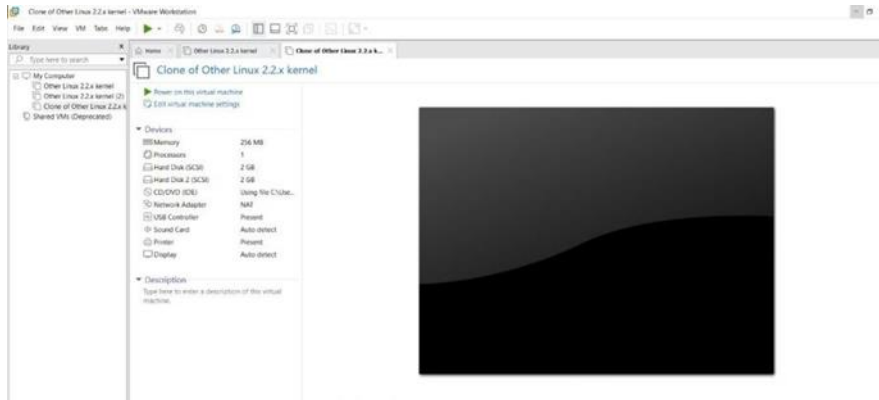 Clone of Other Linux 2.2.x kernel - VMware Workstation
File Edit View VM Tabs Help
Library
Type here to search
Home
Other Linux 2.2.x kernel
Clone of Other Linux 2.2.x k...
My Computer
Other Linux 2.2.x kernel
Other Linux 2.2.x kernel (2)
Clone of Other Linux 2.2.x k
Shared VMs (Deprecated)
Clone of Other Linux 2.2.x kernel
Power on this virtual machine
Edit virtual machine settings
Devices
Memory 256 MB
Processors 1
Hard Disk (SCSI) 2 GB
Hard Disk 2 (SCSI) 2 GB
CD/DVD (IDE) Using file C:\Use...
Network Adapter NAT
USB Controller Present
Sound Card Auto detect
Printer Present
Display Auto detect
Description
Type here to enter a description of this virtual
machine.